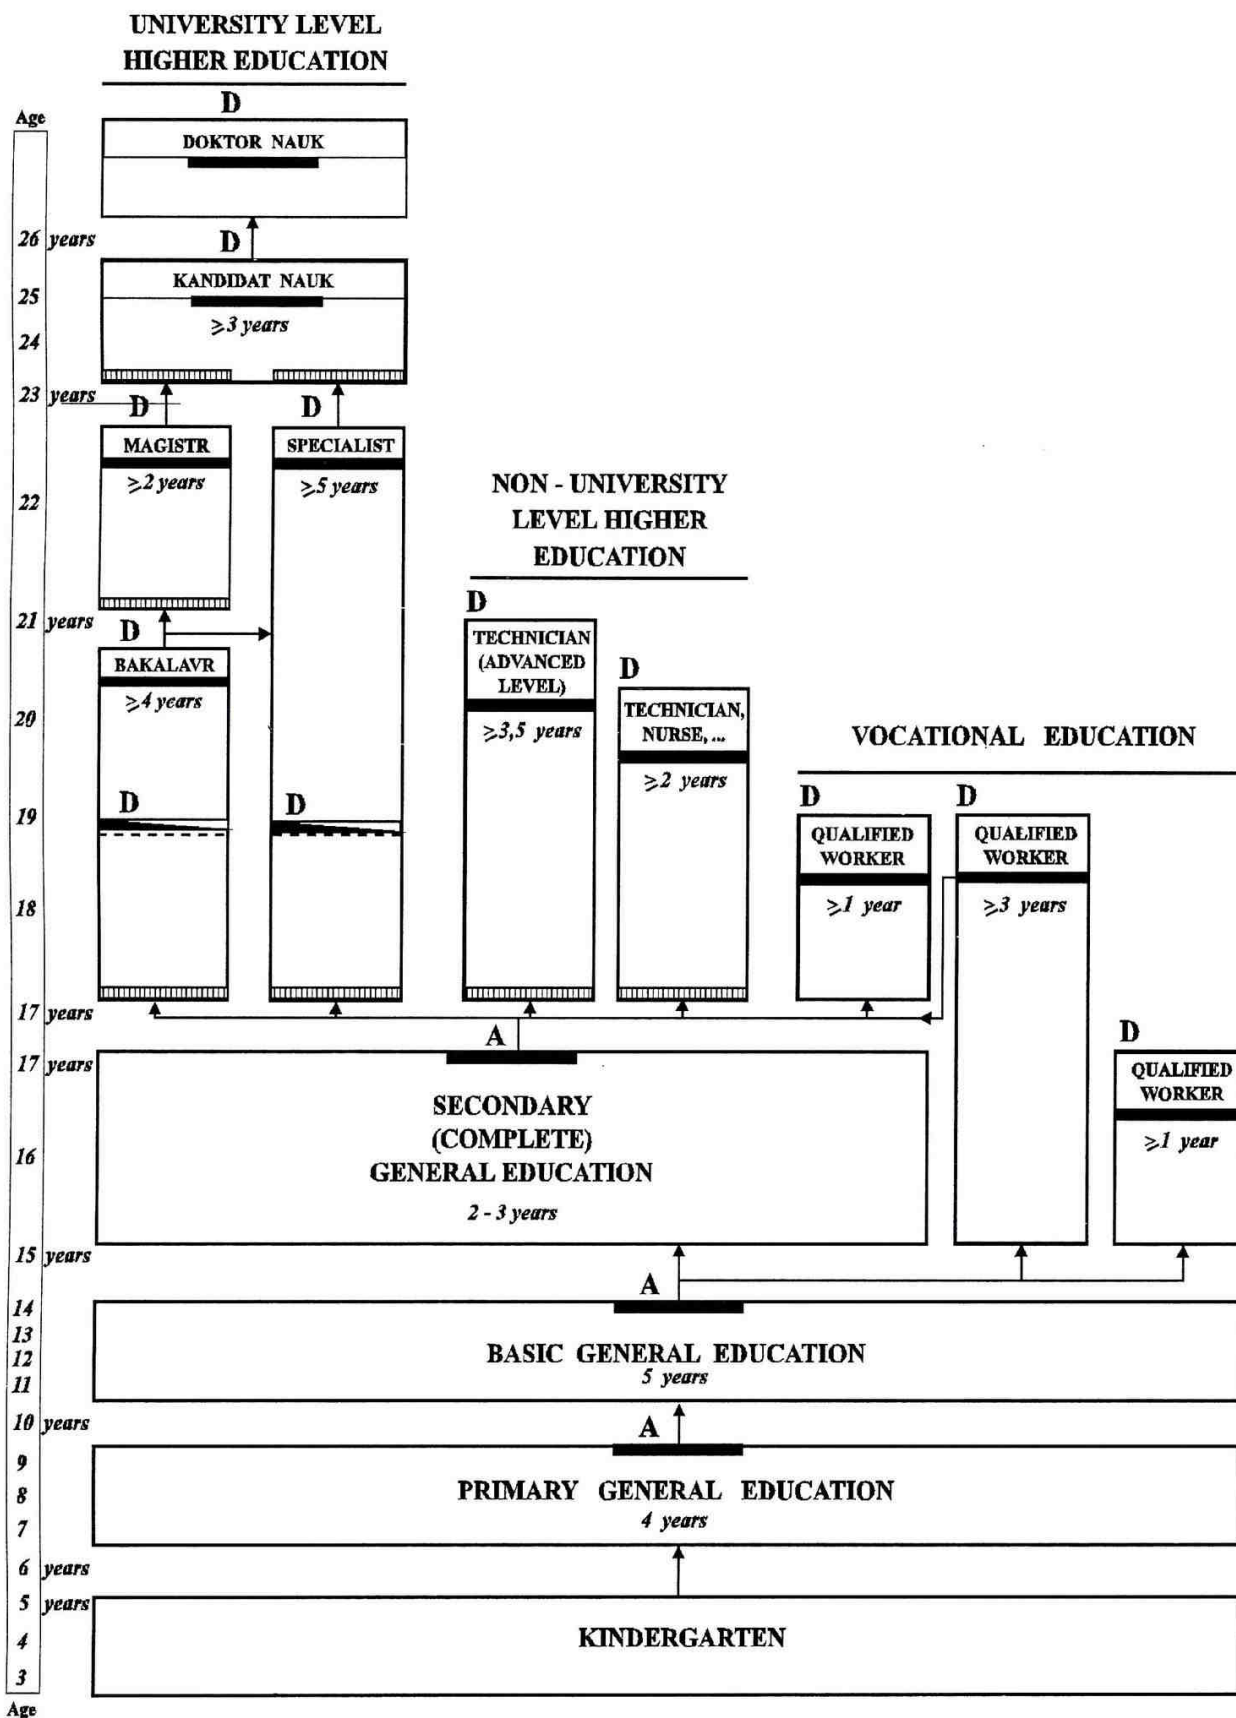 UNIVERSITY LEVEL
HIGHER EDUCATION
D
Age
DOKTOR NAUK
26 years
D
KANDIDAT NAUK
25
≥3 years
24
23 years
D
D
MAGISTR
SPECIALIST
≥2 years
≥5 years
22
NON - UNIVERSITY
LEVEL HIGHER
EDUCATION
21 years
D
D
TECHNICIAN
(ADVANCED
LEVEL)
BAKALAVR
D
≥4 years
20
≥3,5 years
TECHNICIAN,
NURSE, ...
≥2 years
VOCATIONAL EDUCATION
19
D
D
D
D
QUALIFIED
WORKER
QUALIFIED
WORKER
18
≥1 year
≥3 years
17 years
A
D
17 years
QUALIFIED
WORKER
SECONDARY
(COMPLETE)
GENERAL EDUCATION
≥1 year
16
2 - 3 years
15 years
A
14
13
BASIC GENERAL EDUCATION
12
5 years
11
10 years
A
9
PRIMARY GENERAL EDUCATION
8
4 years
7
6 years
5 years
KINDERGARTEN
4
3
Age